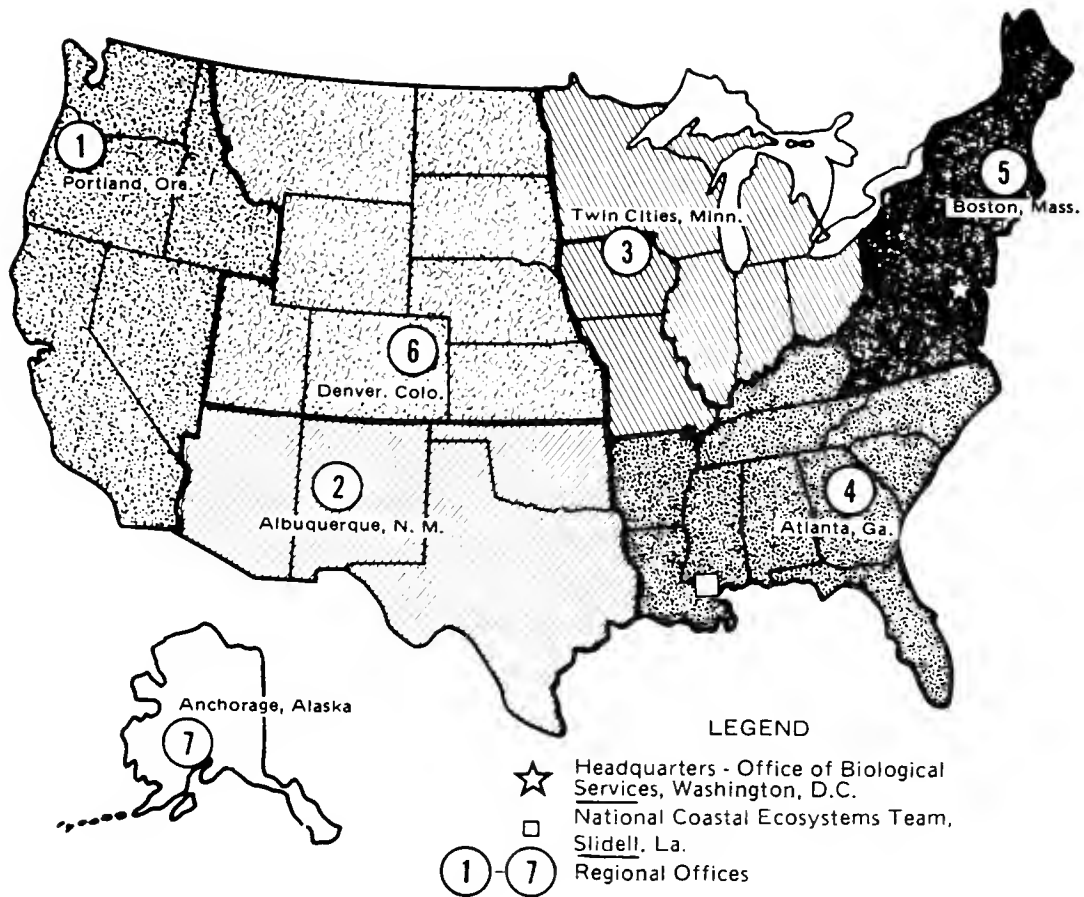 1
Portland, Ore.
5
Boston, Mass.
Twin Cities, Minn.
3
6
Denver. Colo.
2
Albuquerque, N. M.
4
Atlanta, Ga.
Anchorage, Alaska
7
LEGEND
Headquarters - Office of Biological
Services, Washington, D.C.
National Coastal Ecosystems Team,
Slidell. La.
1 - 7 Regional Offices